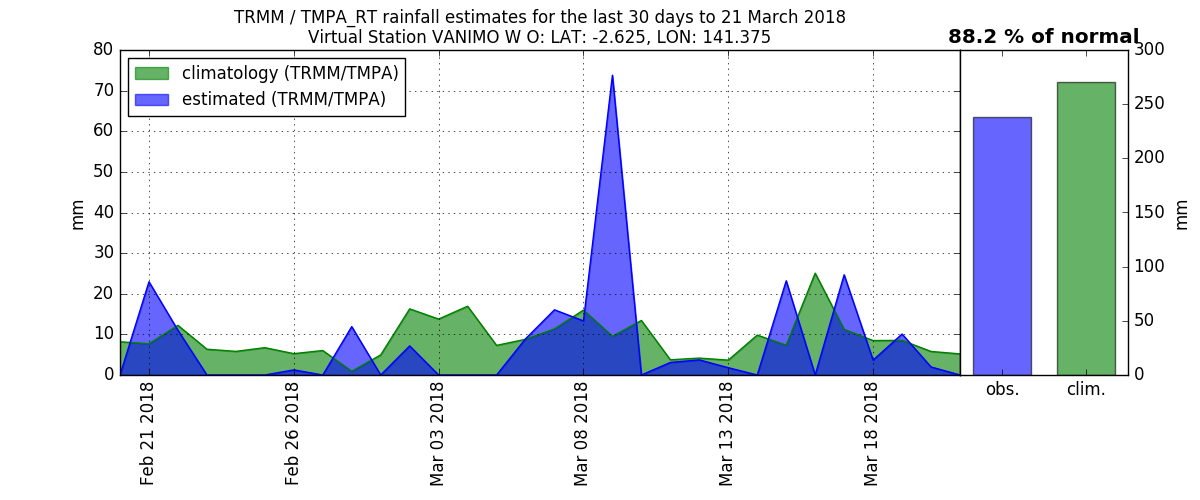 TRMM / TMPA_RT rainfall estimates for the last 30 days to 21 March 2018
Virtual Station VANIMO W O: LAT: -2.625, LON: 141.375
88.2 % of normal
climatology (TRMM/TMPA)
estimated (TRMM/TMPA)
80
70
60
50
40
30
20
10
0
mm
300
250
200
150
100
50
0
mm
Feb 21 2018
Feb 26 2018
Mar 03 2018
Mar 08 2018
Mar 13 2018
Mar 18 2018
obs.
clim.